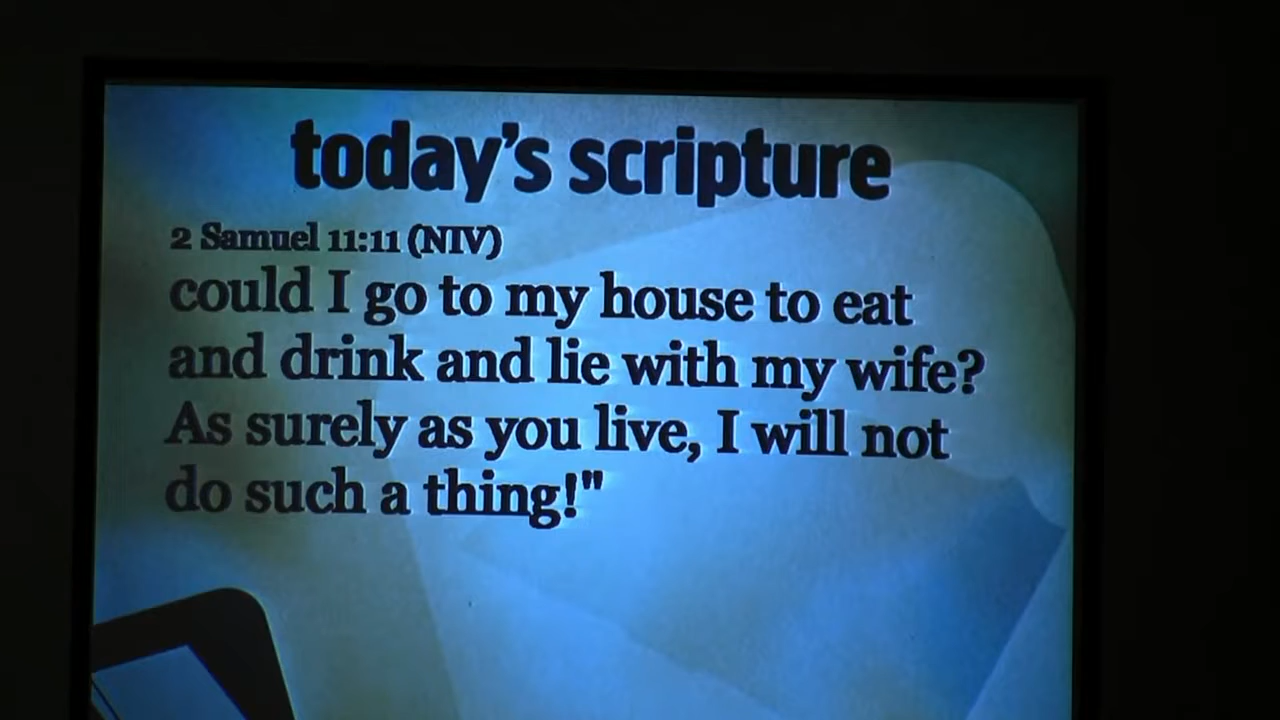 today's scripture
2 Samuel 11:11 (NIV)
could I go to my house to eat
and drink and lie with my wife?
As surely as you live, I will not
do such a thing!"